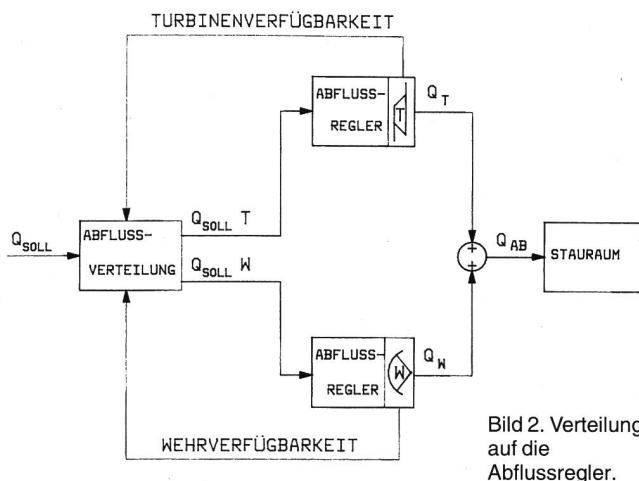 TURBINENVERFÜGBARKEIT
ABFLUSS-
REGLER
T
Q_T
Q_SOLL
ABFLUSS-
VERTEILUNG
Q_SOLL T
Q_SOLL W
+
+
Q_AB
STAURAUM
ABFLUSS-
REGLER
W
Q_W
WEHRVERFÜGBARKEIT
Bild 2. Verteilung
auf die
Abflussregler.